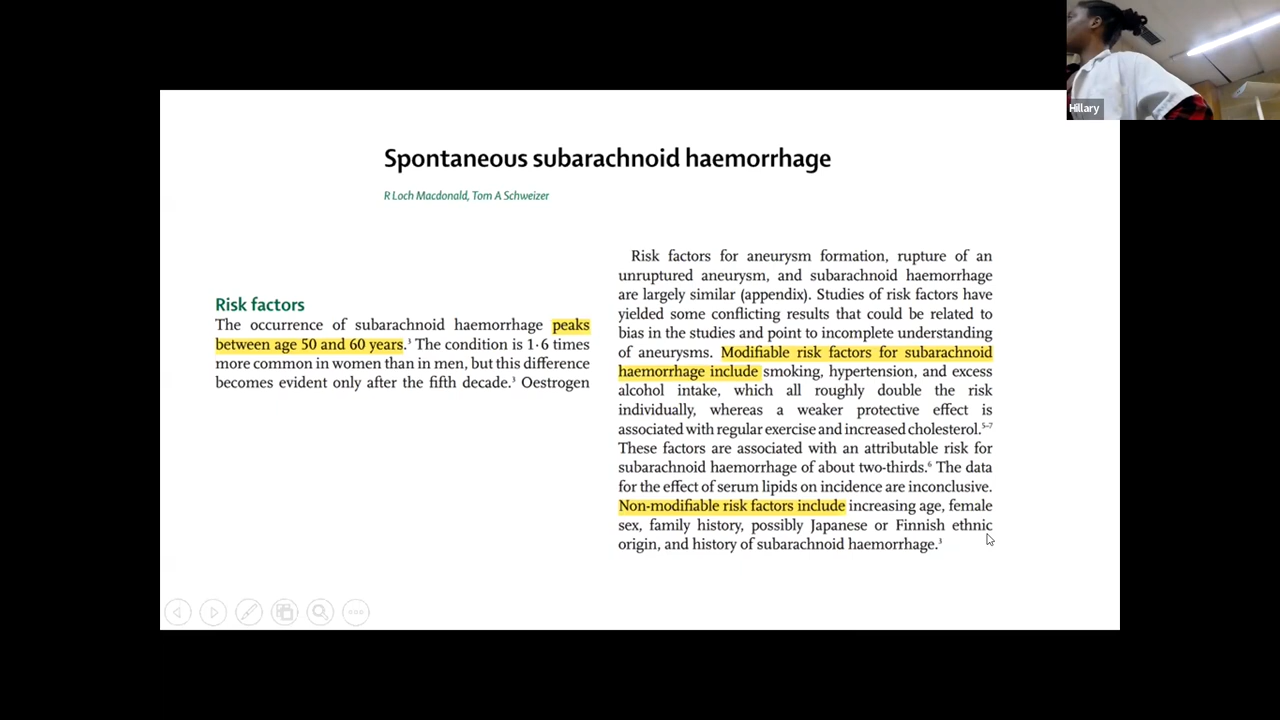 Hillary
Spontaneous subarachnoid haemorrhage
R Loch Macdonald, Tom A Schweizer
Risk factors
The occurrence of subarachnoid haemorrhage peaks
between age 50 and 60 years.³ The condition is 1·6 times
more common in women than in men, but this difference
becomes evident only after the fifth decade.³ Oestrogen
Risk factors for aneurysm formation, rupture of an
unruptured aneurysm, and subarachnoid haemorrhage
are largely similar (appendix). Studies of risk factors have
yielded some conflicting results that could be related to
bias in the studies and point to incomplete understanding
of aneurysms. Modifiable risk factors for subarachnoid
haemorrhage include smoking, hypertension, and excess
alcohol intake, which all roughly double the risk
individually, whereas a weaker protective effect is
associated with regular exercise and increased cholesterol.⁵⁻⁷
These factors are associated with an attributable risk for
subarachnoid haemorrhage of about two-thirds.⁶ The data
for the effect of serum lipids on incidence are inconclusive.
Non-modifiable risk factors include increasing age, female
sex, family history, possibly Japanese or Finnish ethnic
origin, and history of subarachnoid haemorrhage.³